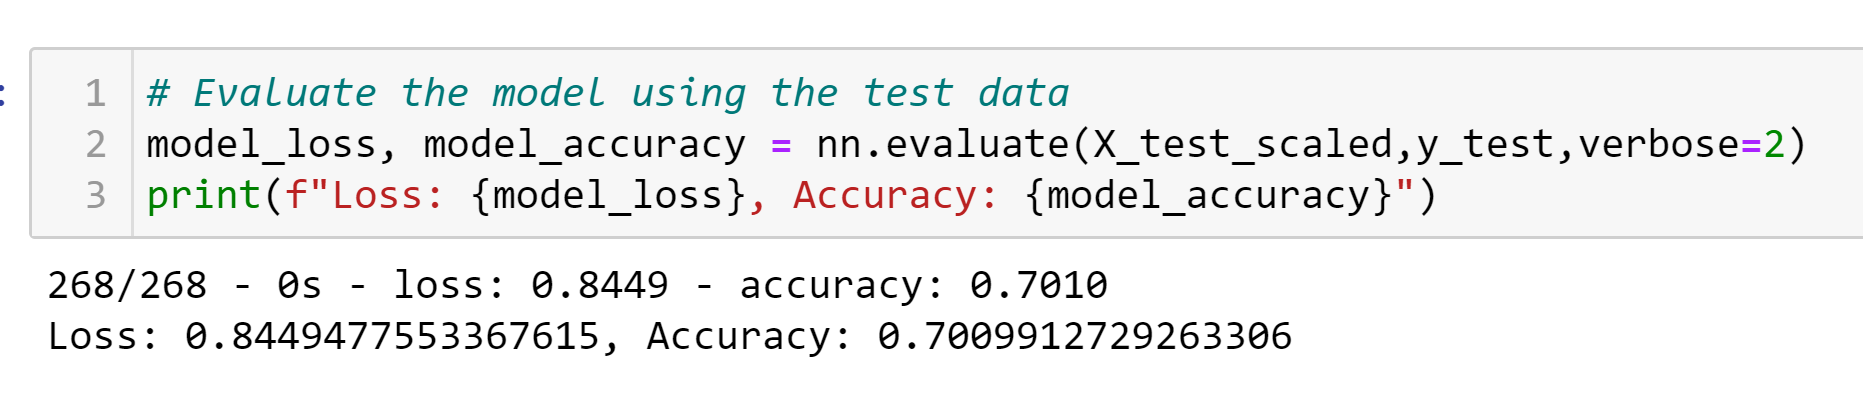 :
1 # Evaluate the model using the test data
2 model_loss, model_accuracy = nn.evaluate(X_test_scaled,y_test,verbose=2)
3 print(f"Loss: {model_loss}, Accuracy: {model_accuracy}")
268/268 - 0s - loss: 0.8449 - accuracy: 0.7010
Loss: 0.8449477553367615, Accuracy: 0.7009912729263306